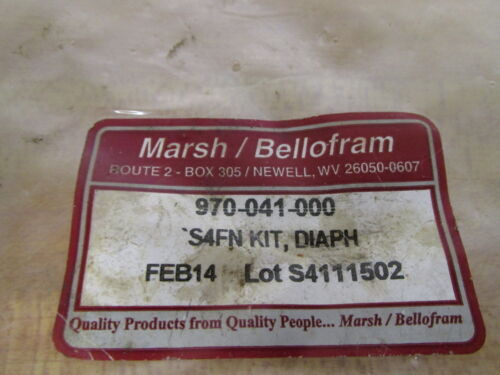 Marsh / Bellofram
ROUTE 2 - BOX 305 / NEWELL, WV 26050-0607
970-041-000
`S4FN KIT, DIAPH
FEB14 Lot S4111502
Quality Products from Quality People... Marsh / Bellofram